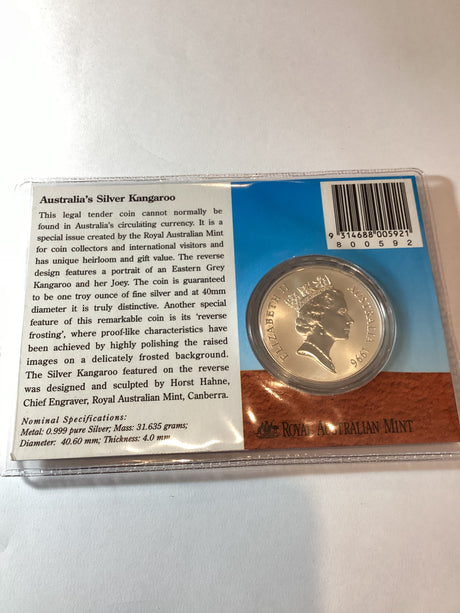 Australia's Silver Kangaroo
This legal tender coin cannot normally be
found in Australia's circulating currency. It is a
special issue created by the Royal Australian Mint
for coin collectors and international visitors and
has unique heirloom and gift value. The reverse
design features a portrait of an Eastern Grey
Kangaroo and her Joey. The coin is guaranteed
to be one troy ounce of fine silver and at 40mm
diameter it is truly distinctive. Another special
feature of this remarkable coin is its 'reverse
frosting', where proof-like characteristics have
been achieved by highly polishing the raised
images on a delicately frosted background.
The Silver Kangaroo featured on the reverse
was designed and sculpted by Horst Hahne,
Chief Engraver, Royal Australian Mint, Canberra.
Nominal Specifications:
Metal: 0.999 pure Silver; Mass: 31.635 grams;
Diameter: 40.60 mm; Thickness: 4.0 mm
9 314688 005921
800592
ELIZABETH II AUSTRALIA 1996
ROYAL AUSTRALIAN MINT